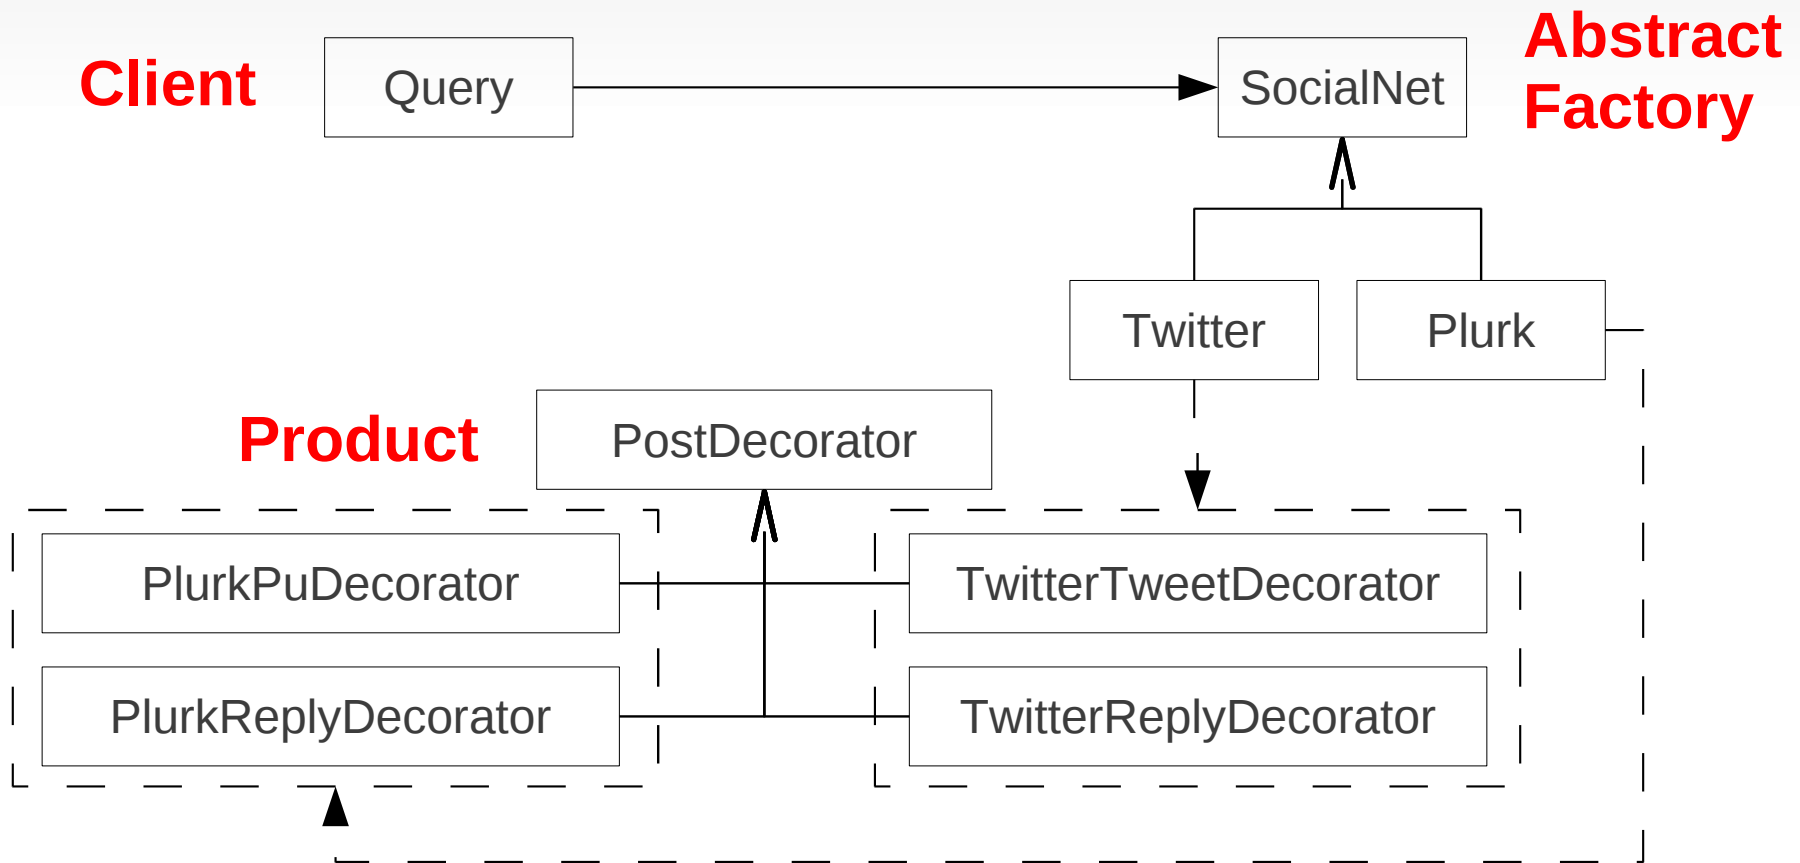 Client
Query
SocialNet
Abstract
Factory
Twitter
Plurk
Product
PostDecorator
PlurkPuDecorator
TwitterTweetDecorator
PlurkReplyDecorator
TwitterReplyDecorator